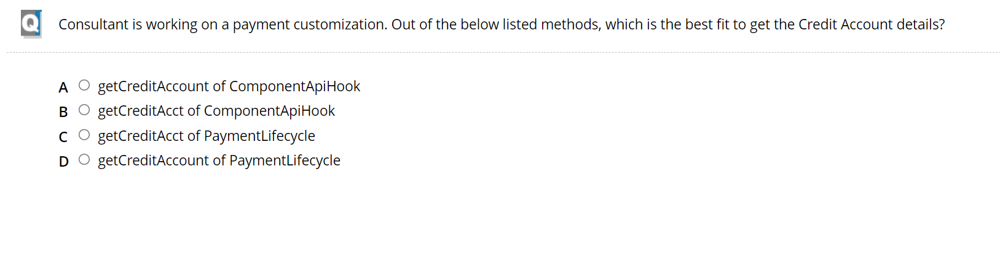 Q Consultant is working on a payment customization. Out of the below listed methods, which is the best fit to get the Credit Account details?
A getCreditAccount of ComponentApiHook
B getCreditAcct of ComponentApiHook
C getCreditAcct of PaymentLifecycle
D getCreditAccount of PaymentLifecycle